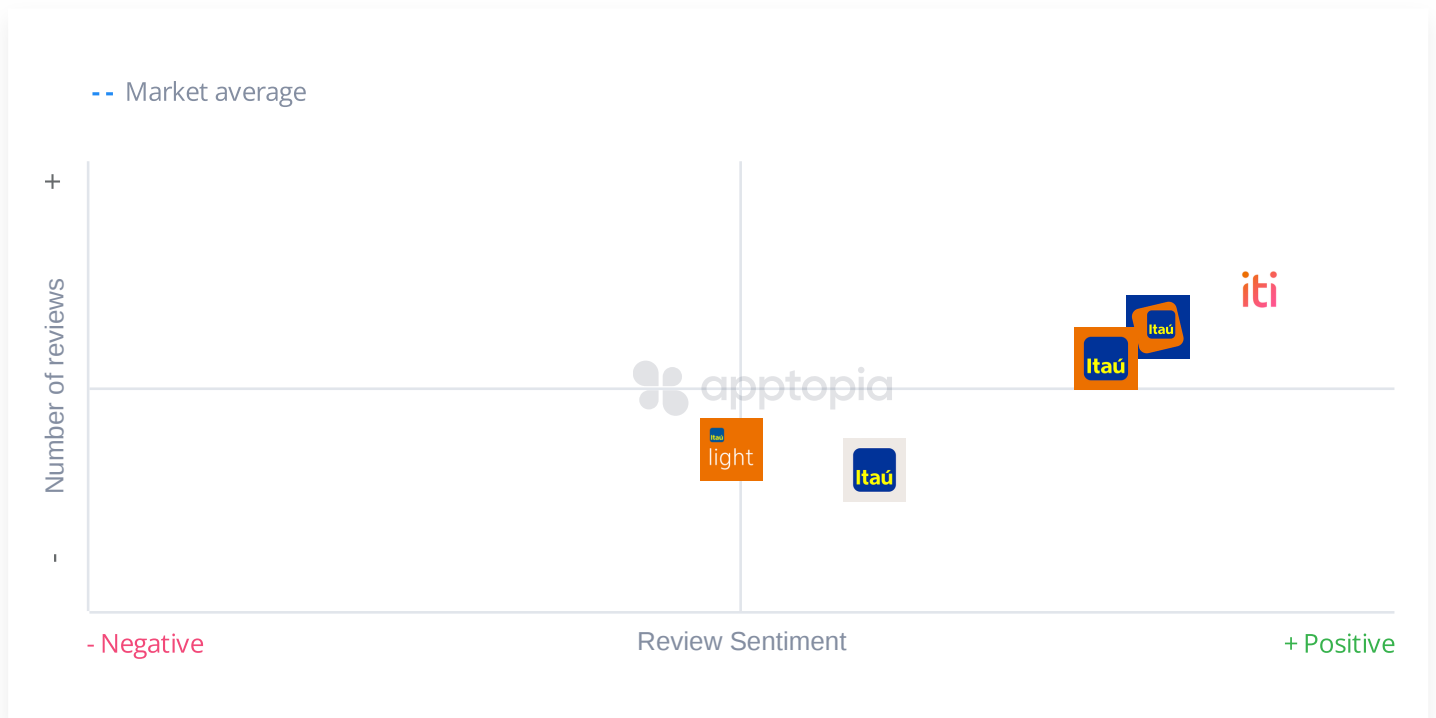 -- Market average
+
Number of reviews
-
iti
Itaú
Itaú
apptopia
Itaú
light
Itaú
- Negative
Review Sentiment
+ Positive